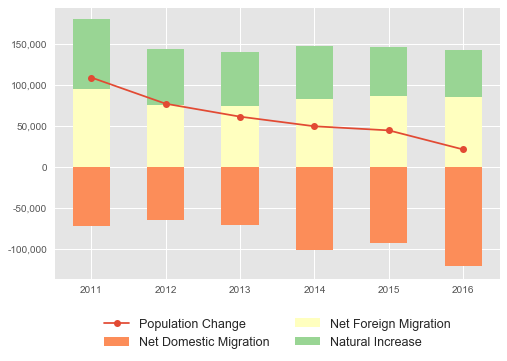 150,000
100,000
50,000
0
-50,000
-100,000
2011 2012 2013 2014 2015 2016
Population Change Net Foreign Migration
Net Domestic Migration Natural Increase